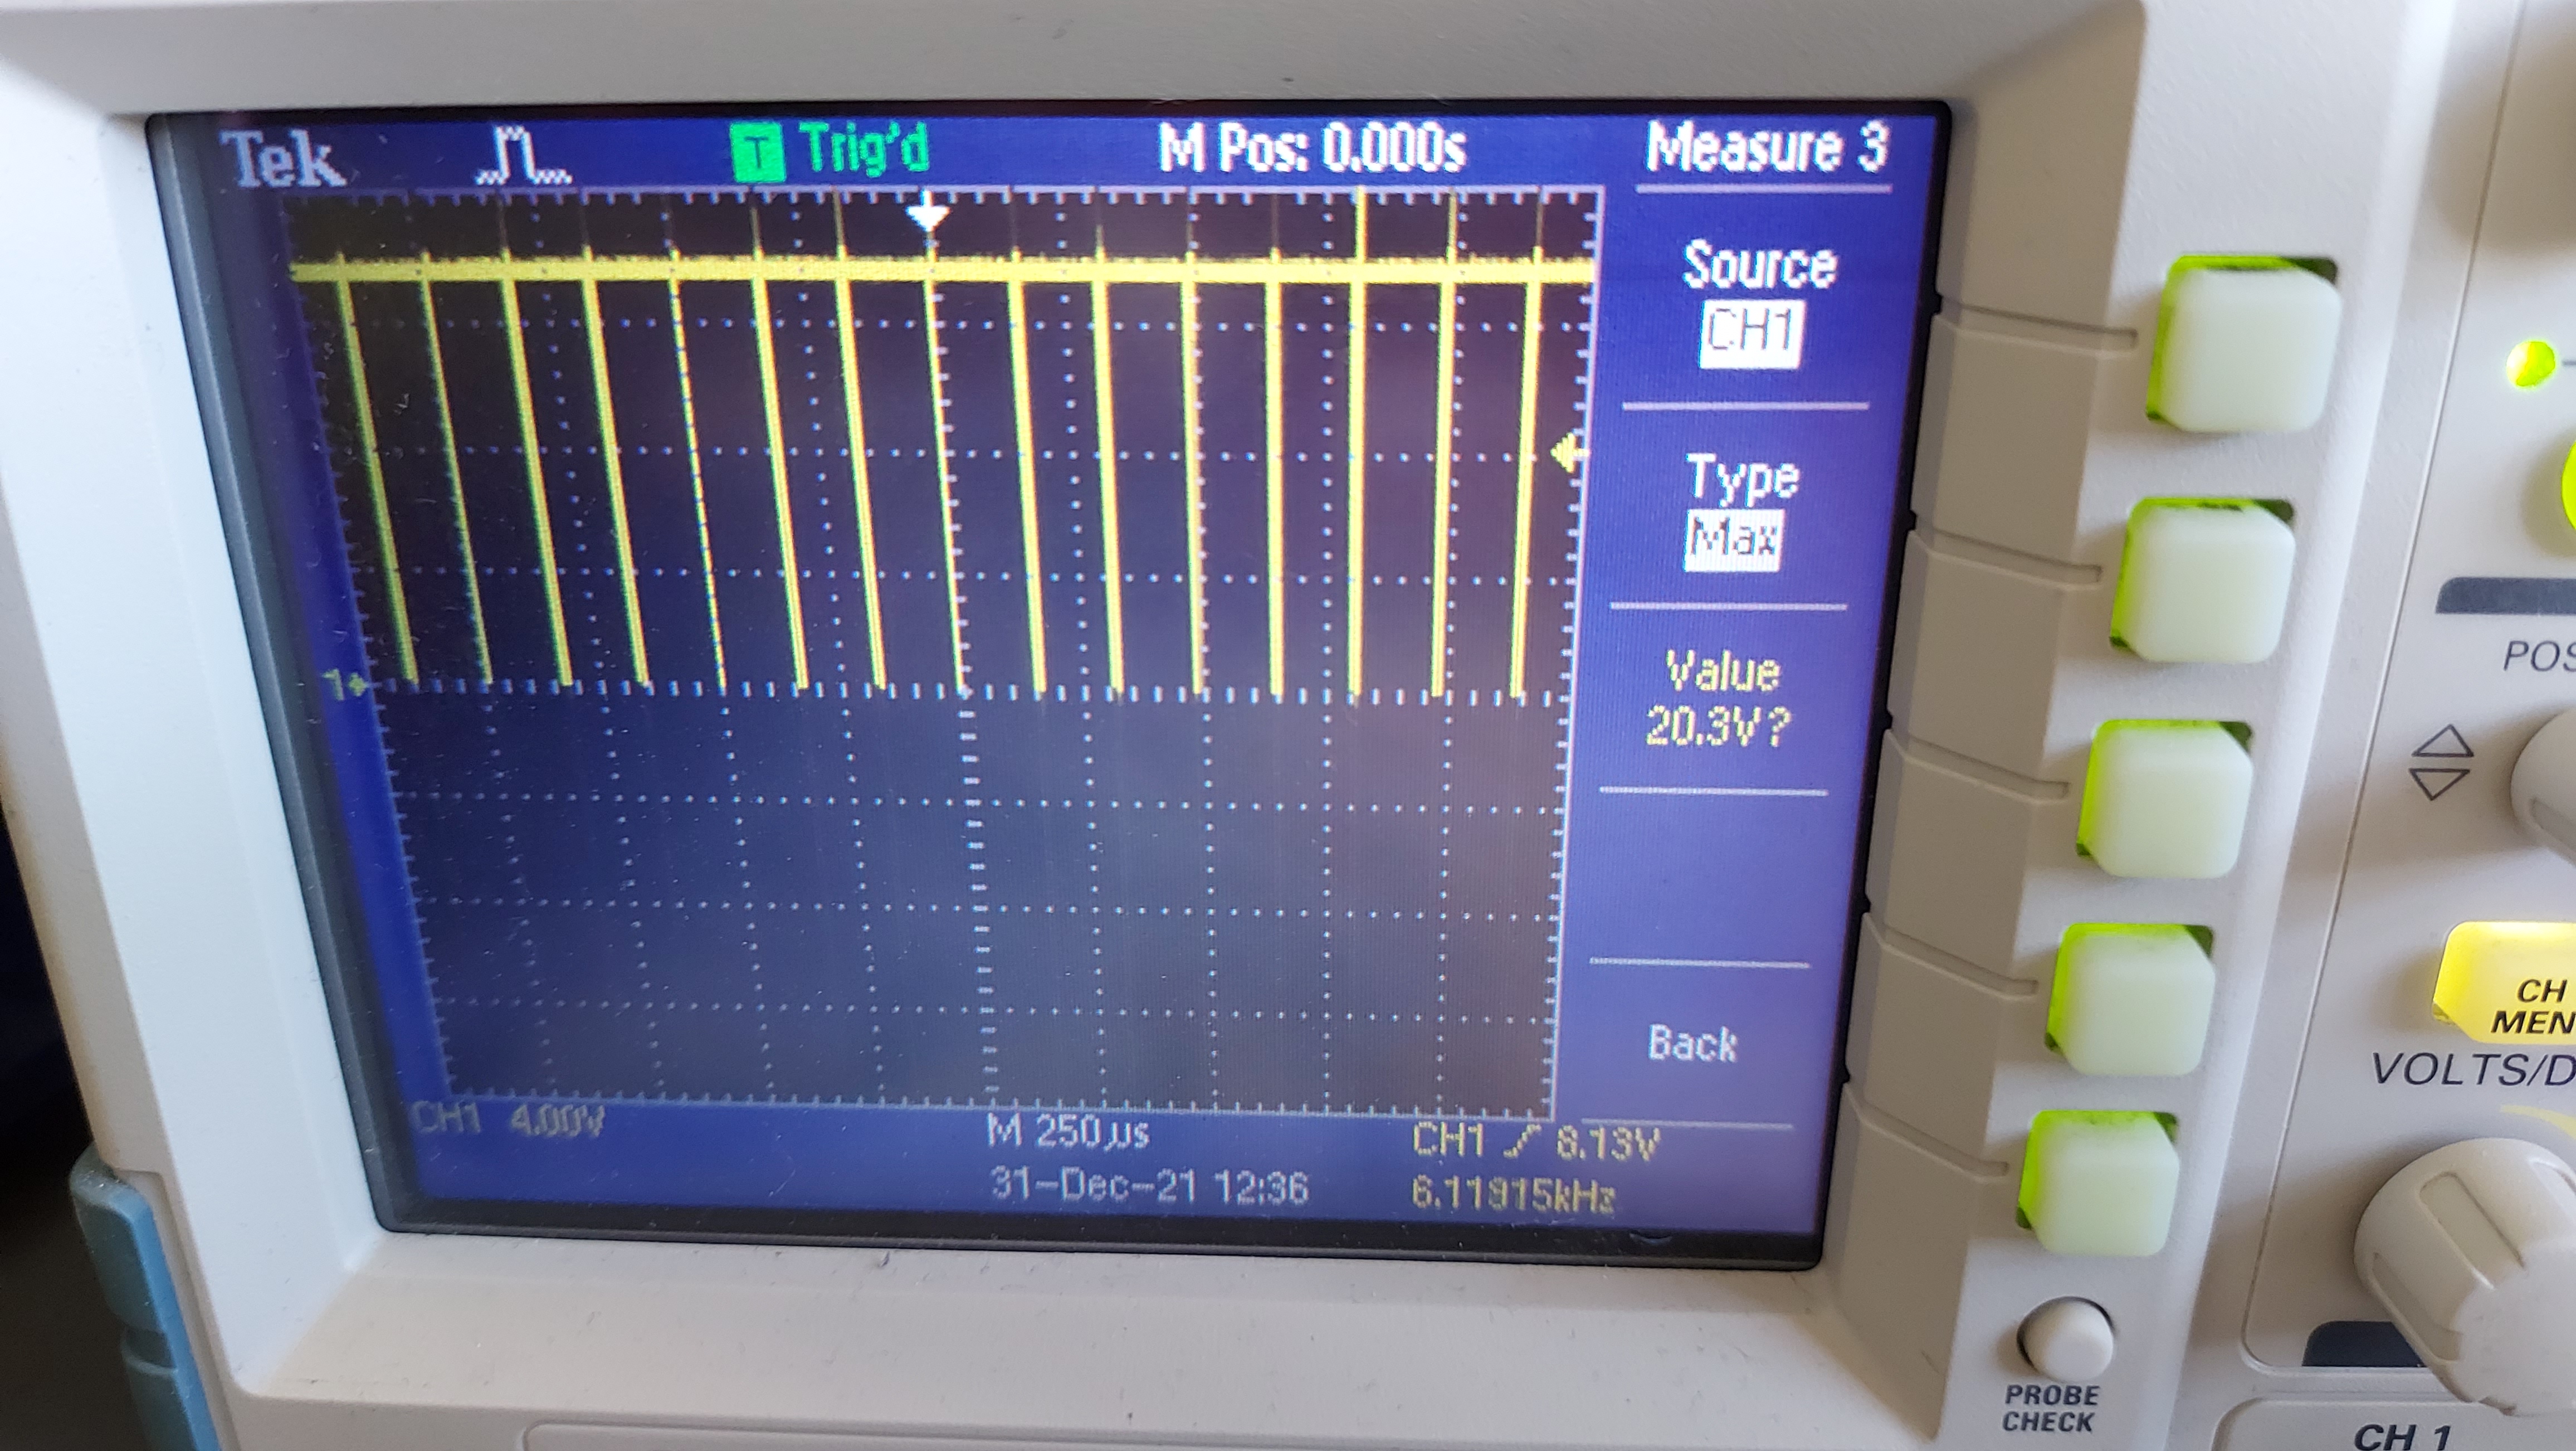 Tek
T Trig'd
M Pos: 0.000s
Measure 3
Source
CH1
Type
Max
Value
20.3V?
Back
1
CH1 4.00V
M 250µs
CH1 8.13V
31-Dec-21 12:36
6.11915kHz
POS
CH
MEN
VOLTS/D
PROBE
CHECK
CH 1